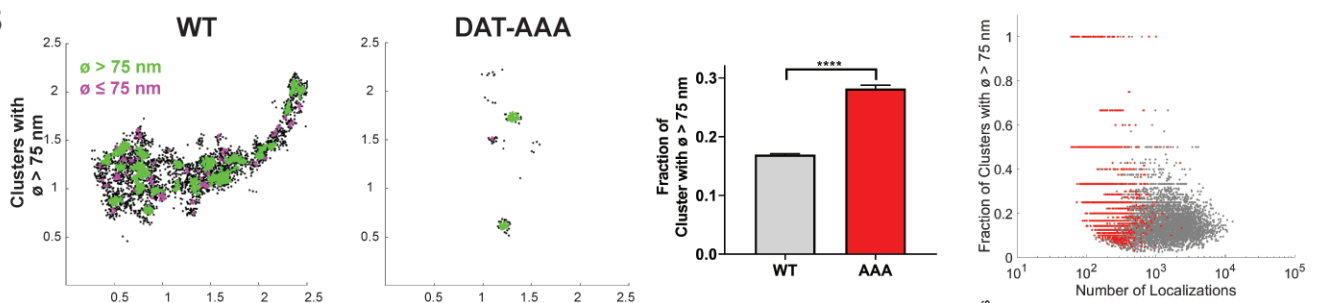 WT
2.5
2
1.5
1
0.5
0.5 1 1.5 2 2.5
Clusters with
ø > 75 nm
ø > 75 nm
ø ≤ 75 nm
DAT-AAA
2.5
2
1.5
1
0.5
0.5 1 1.5 2 2.5
Fraction of
Cluster with ø > 75 nm
0.3
0.2
0.1
0.0
****
WT AAA
Fraction of Clusters with ø > 75 nm
1
0.8
0.6
0.4
0.2
0
10¹ 10² 10³ 10⁴ 10⁵
Number of Localizations